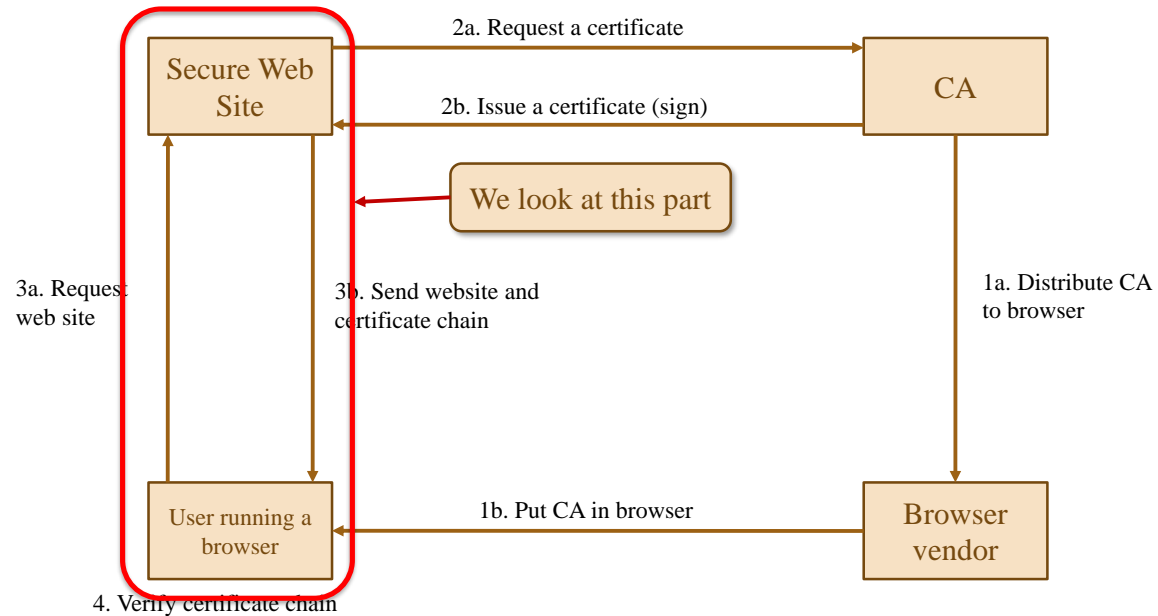 2a. Request a certificate
Secure Web
Site
CA
2b. Issue a certificate (sign)
We look at this part
3a. Request
web site
3b. Send website and
certificate chain
1a. Distribute CA
to browser
User running a
browser
1b. Put CA in browser
Browser
vendor
4. Verify certificate chain